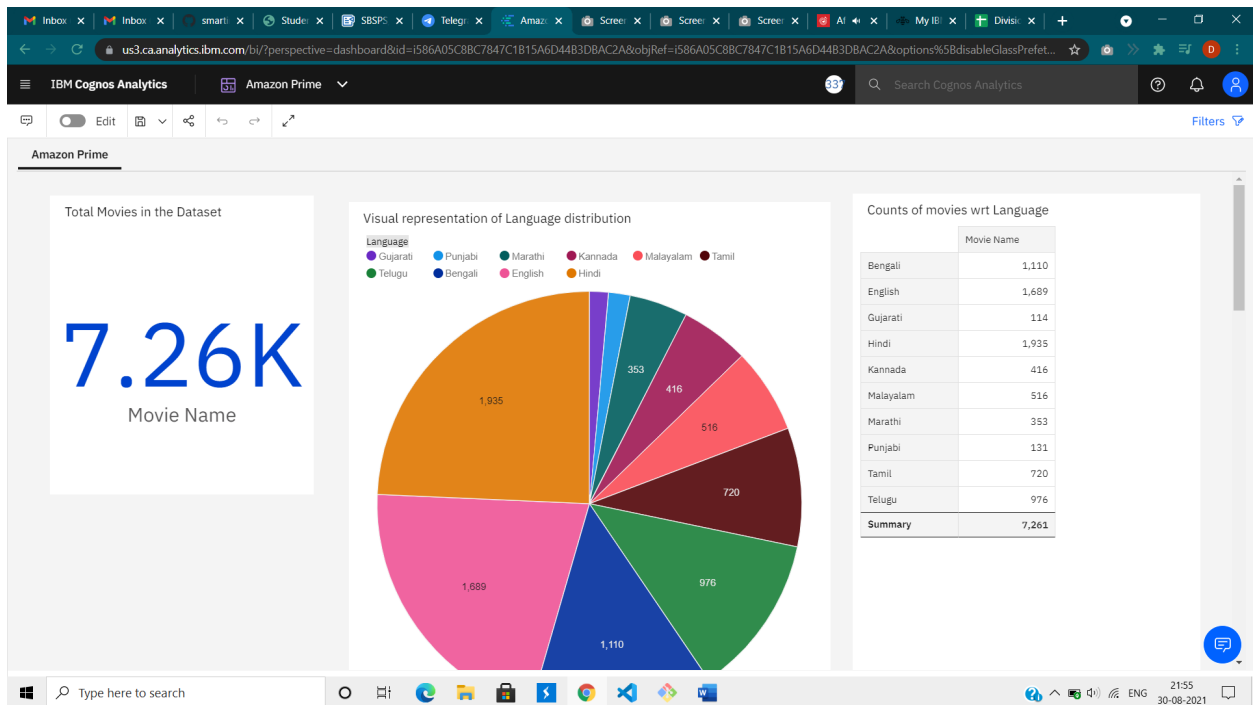 Inbox
Inbox
smarti
Studen
SBSPS
Telegra
Amazo
Screen
Screen
Screen
Af
My IB
Divisio
us3.ca.analytics.ibm.com/bi/?perspective=dashboard&id=i586A05C8BC7847C1B15A6D44B3DBAC2A&objRef=i586A05C8BC7847C1B15A6D44B3DBAC2A&options%5BdisableGlassPrefet...
D
IBM Cognos Analytics
Amazon Prime
Search Cognos Analytics
Edit
Filters
Amazon Prime
Total Movies in the Dataset
7.26K
Movie Name
Visual representation of Language distribution
Language
Gujarati Punjabi Marathi Kannada Malayalam Tamil
Telugu Bengali English Hindi
353
416
1,935
516
720
976
1,689
1,110
Counts of movies wrt Language
Movie Name
Bengali 1,110
English 1,689
Gujarati 114
Hindi 1,935
Kannada 416
Malayalam 516
Marathi 353
Punjabi 131
Tamil 720
Telugu 976
Summary 7,261
Type here to search
ENG
21:55
30-08-2021